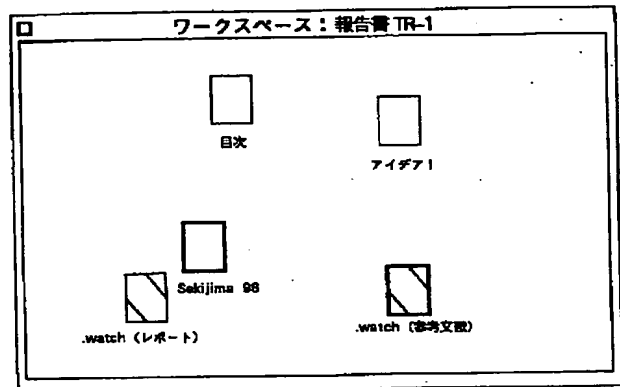 ワークスペース：報告書 TR-1
目次
アイデア1
Sekijima 98
.watch（レポート）
.watch（参考文献）